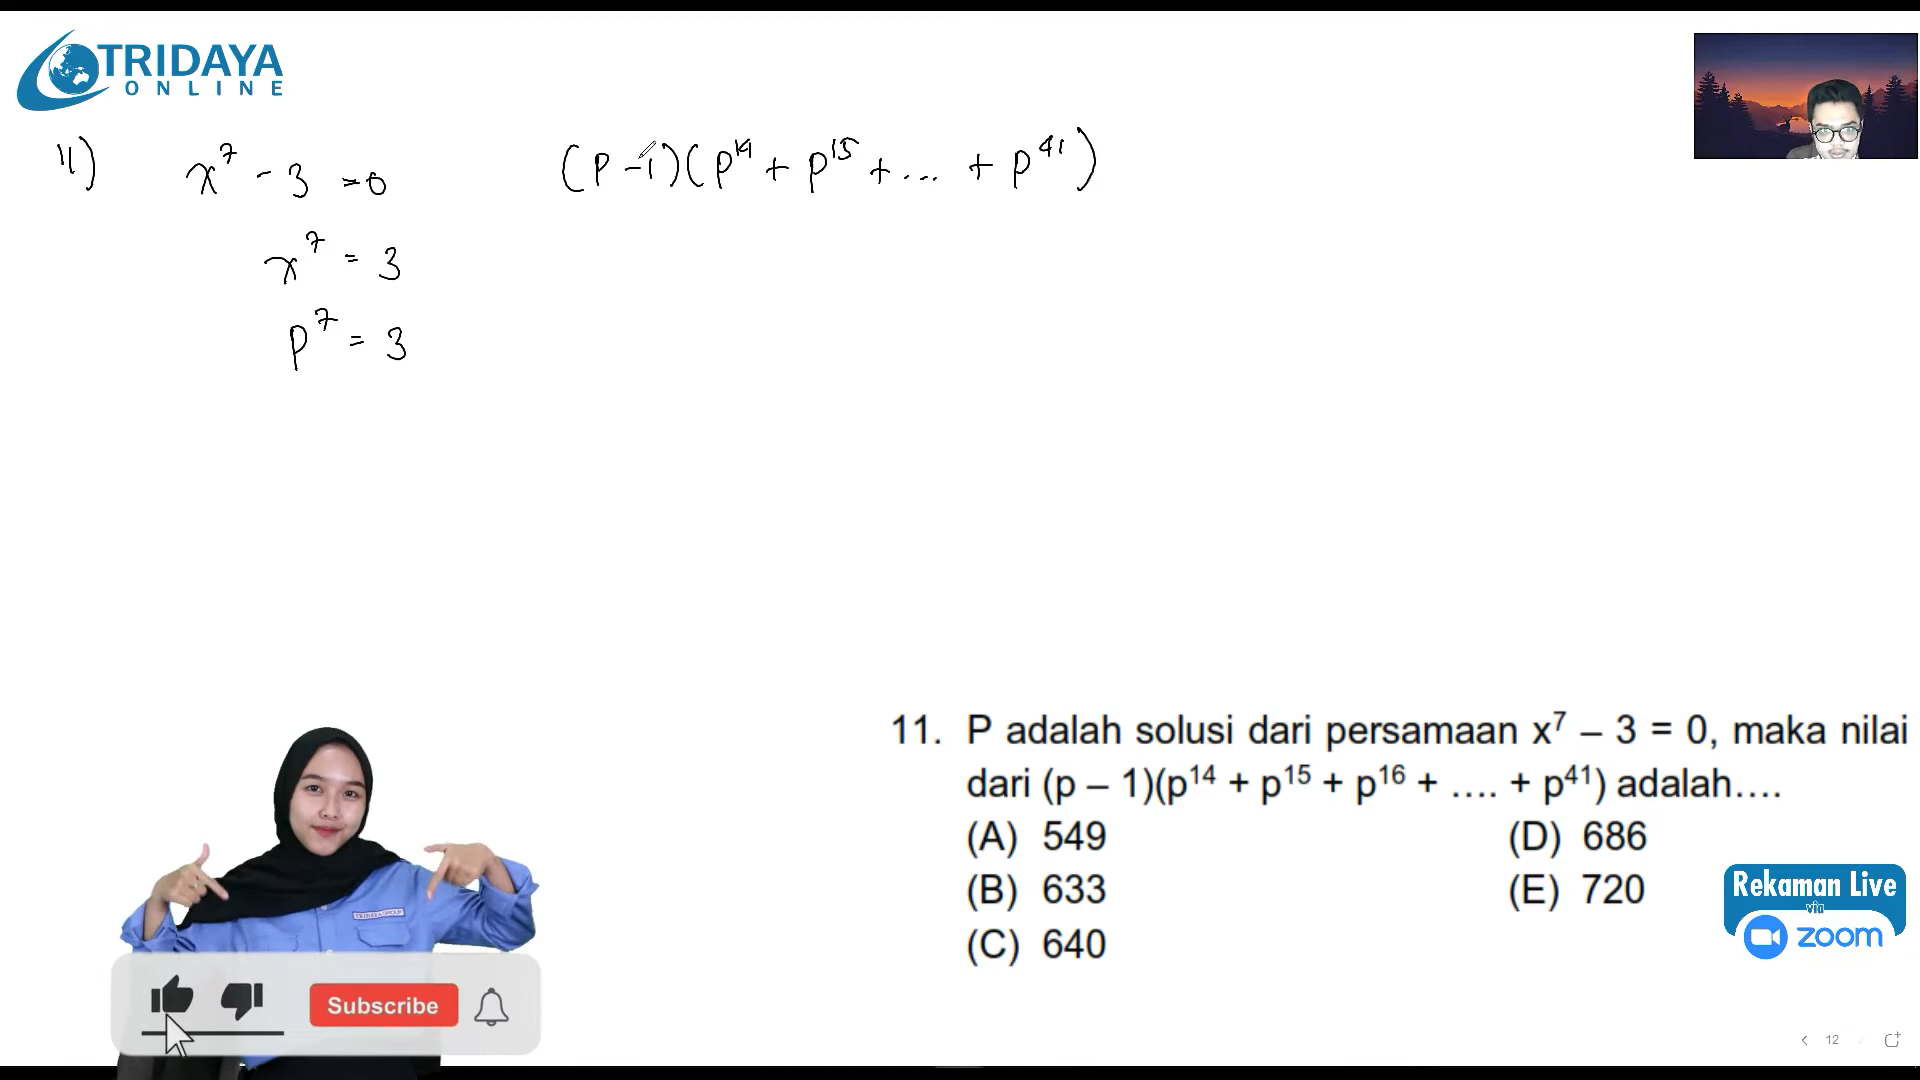 TRIDAYA
ONLINE
11) x⁷ - 3 = 0
(p - 1)(p¹⁴ + p¹⁵ + ... + p⁴¹)
x⁷ = 3
p⁷ = 3
11. P adalah solusi dari persamaan x⁷ – 3 = 0, maka nilai
dari (p – 1)(p¹⁴ + p¹⁵ + p¹⁶ + .... + p⁴¹) adalah....
(A) 549 (D) 686
(B) 633 (E) 720
(C) 640
Rekaman Live
via
zoom
Subscribe
12